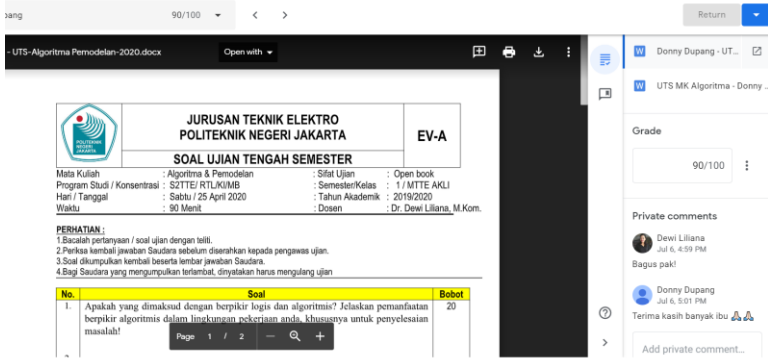 pang
90/100
Return
- UTS-Algoritma Pemodelan-2020.docx
Open with
POLITEKNIK
NEGERI
JAKARTA
JURUSAN TEKNIK ELEKTRO
POLITEKNIK NEGERI JAKARTA
EV-A
SOAL UJIAN TENGAH SEMESTER
Mata Kuliah : Algoritma & Pemodelan : Sifat Ujian : Open book
Program Studi / Konsentrasi : S2TTE/ RTL/KI/MB : Semester/Kelas : 1 / MTTE AKLI
Hari / Tanggal : Sabtu / 25 April 2020 : Tahun Akademik : 2019/2020
Waktu : 90 Menit : Dosen : Dr. Dewi Liliana, M.Kom.
PERHATIAN :
1.Bacalah pertanyaan / soal ujian dengan teliti.
2.Periksa kembali jawaban Saudara sebelum diserahkan kepada pengawas ujian.
3.Soal dikumpulkan kembali beserta lembar jawaban Saudara.
4.Bagi Saudara yang mengumpulkan terlambat, dinyatakan harus mengulang ujian
No. Soal Bobot
1. Apakah yang dimaksud dengan berpikir logis dan algoritmis? Jelaskan pemanfaatan 20
berpikir algoritmis dalam lingkungan pekerjaan anda, khususnya untuk penyelesaian
masalah!
Page 1 / 2
W Donny Dupang - UT...
W UTS MK Algoritma - Donny ...
Grade
90/100
Private comments
Dewi Liliana
Jul 6, 4:59 PM
Bagus pak!
Donny Dupang
Jul 6, 5:01 PM
Terima kasih banyak ibu 🙏🙏
Add private comment...